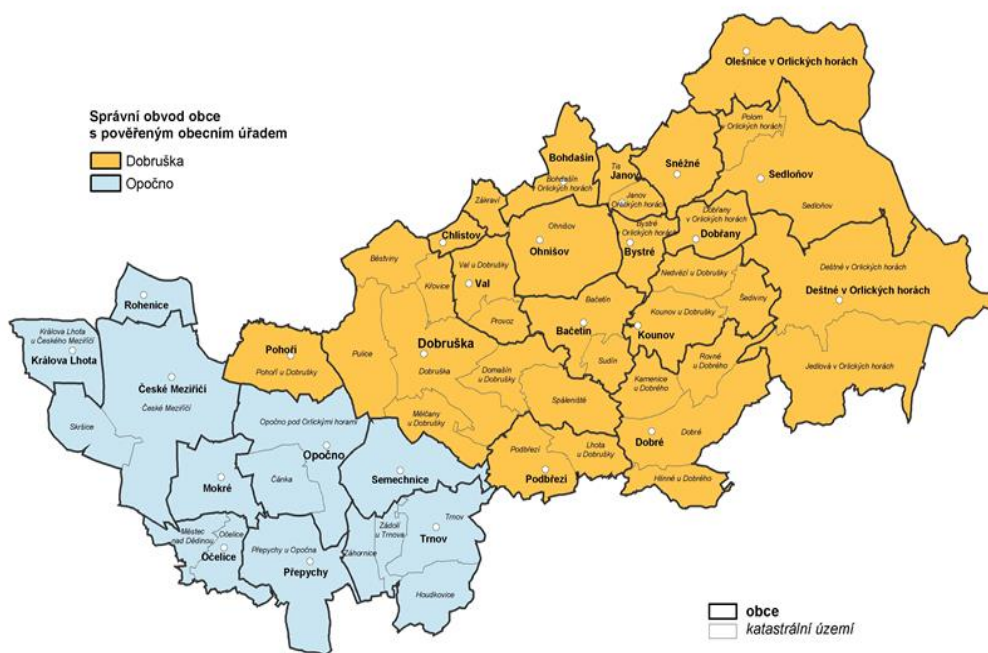 Správní obvod obce
s pověřeným obecním úřadem
Dobruška
Opočno
Olešnice v Orlických horách
Polom
v Orlických horách
Sněžné
Sedloňov
Sedloňov
Bohdašín
Bohdašín
v Orlických horách
Tis
Janov
Janov
v Orlických horách
Zákraví
Chlístov
Ohnišov
Ohnišov
Bystré
v Orlických horách
Bystré
Dobřany
v Orlických horách
Dobřany
Běstviny
Křovice
Val u Dobrušky
Val
Provoz
Nedvězí u Dobrušky
Šediviny
Deštné v Orlických horách
Deštné v Orlických horách
Bačetín
Bačetín
Sudín
Kounov u Dobrušky
Kounov
Rovné
u Dobrého
Jedlová v Orlických horách
Rohenice
Králova Lhota
u Českého Meziříčí
Králova Lhota
České Meziříčí
České Meziříčí
Skršice
Pohoří
Pohoří u Dobrušky
Pulice
Dobruška
Dobruška
Domašín
u Dobrušky
Spáleniště
Mělčany
u Dobrušky
Kamenice
u Dobrého
Dobré
Dobré
Hlinné u Dobrého
Podbřezí
Lhota
u Dobrušky
Podbřezí
Opočno pod Orlickými horami
Opočno
Čánka
Semechnice
Mokré
Městec
nad Dědinou
Očelice
Očelice
Přepychy u Opočna
Přepychy
Záhornice
Zádolí
u Trnova
Trnov
Trnov
Houdkovice
obce
katastrální území